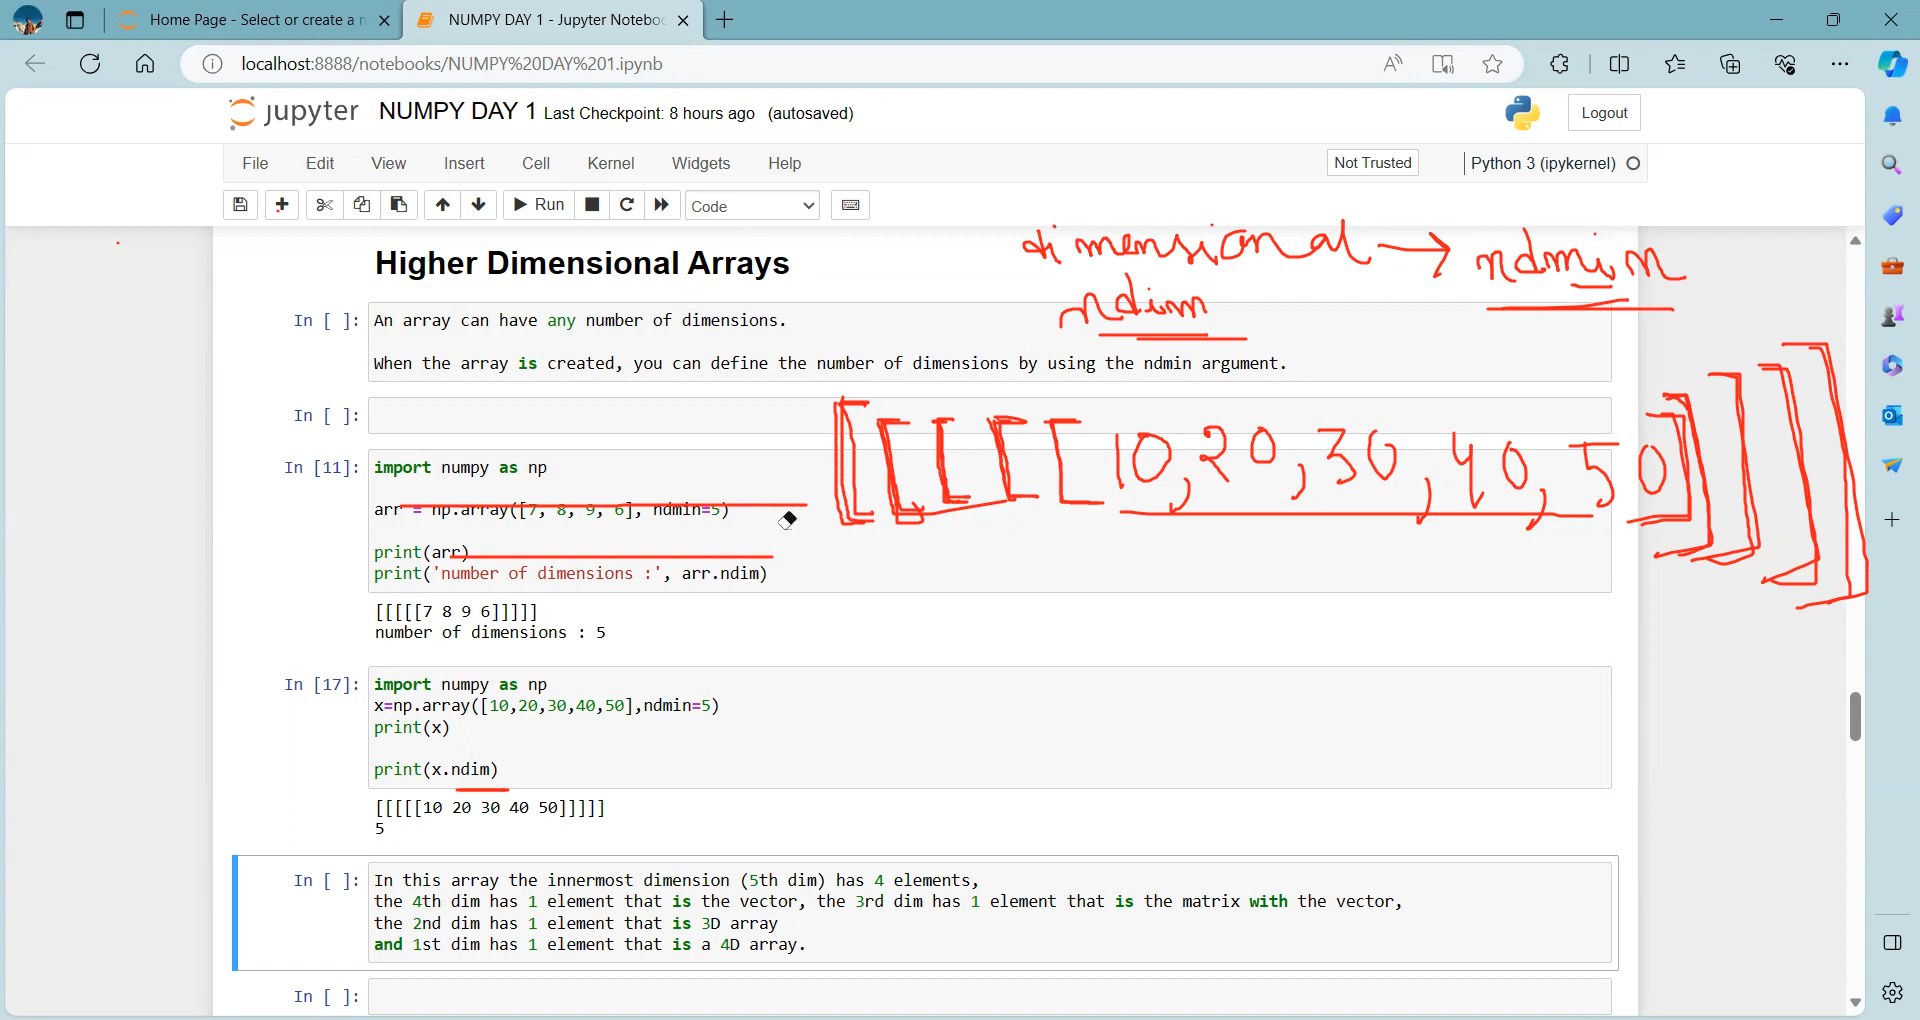 Home Page - Select or create a n
NUMPY DAY 1 - Jupyter Noteboo
localhost:8888/notebooks/NUMPY%20DAY%201.ipynb
jupyter NUMPY DAY 1 Last Checkpoint: 8 hours ago (autosaved)
Logout
File Edit View Insert Cell Kernel Widgets Help
Not Trusted
Python 3 (ipykernel)
Run
Code
dimensional → ndmin
ndim
Higher Dimensional Arrays
In [ ]: An array can have any number of dimensions.
When the array is created, you can define the number of dimensions by using the ndmin argument.
In [ ]:
[[[[[10,20,30,40,50]]]]]
In [11]: import numpy as np
arr = np.array([7, 8, 9, 6], ndmin=5)
print(arr)
print('number of dimensions :', arr.ndim)
[[[[[7 8 9 6]]]]]
number of dimensions : 5
In [17]: import numpy as np
x=np.array([10,20,30,40,50],ndmin=5)
print(x)
print(x.ndim)
[[[[[10 20 30 40 50]]]]]
5
In [ ]: In this array the innermost dimension (5th dim) has 4 elements,
the 4th dim has 1 element that is the vector, the 3rd dim has 1 element that is the matrix with the vector,
the 2nd dim has 1 element that is 3D array
and 1st dim has 1 element that is a 4D array.
In [ ]: